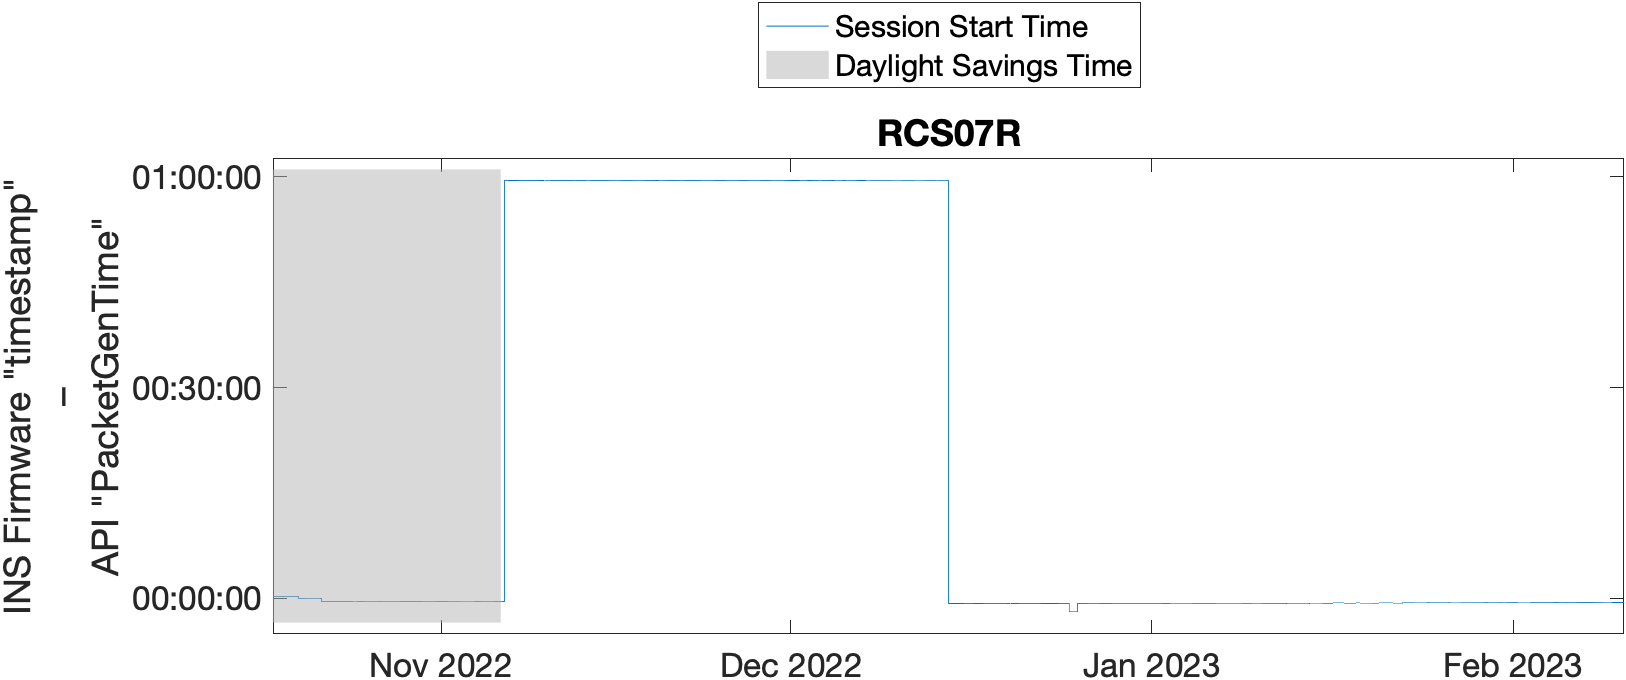 Session Start Time
Daylight Savings Time
RCS07R
INS Firmware "timestamp"
–
API "PacketGenTime"
01:00:00
00:30:00
00:00:00
Nov 2022
Dec 2022
Jan 2023
Feb 2023